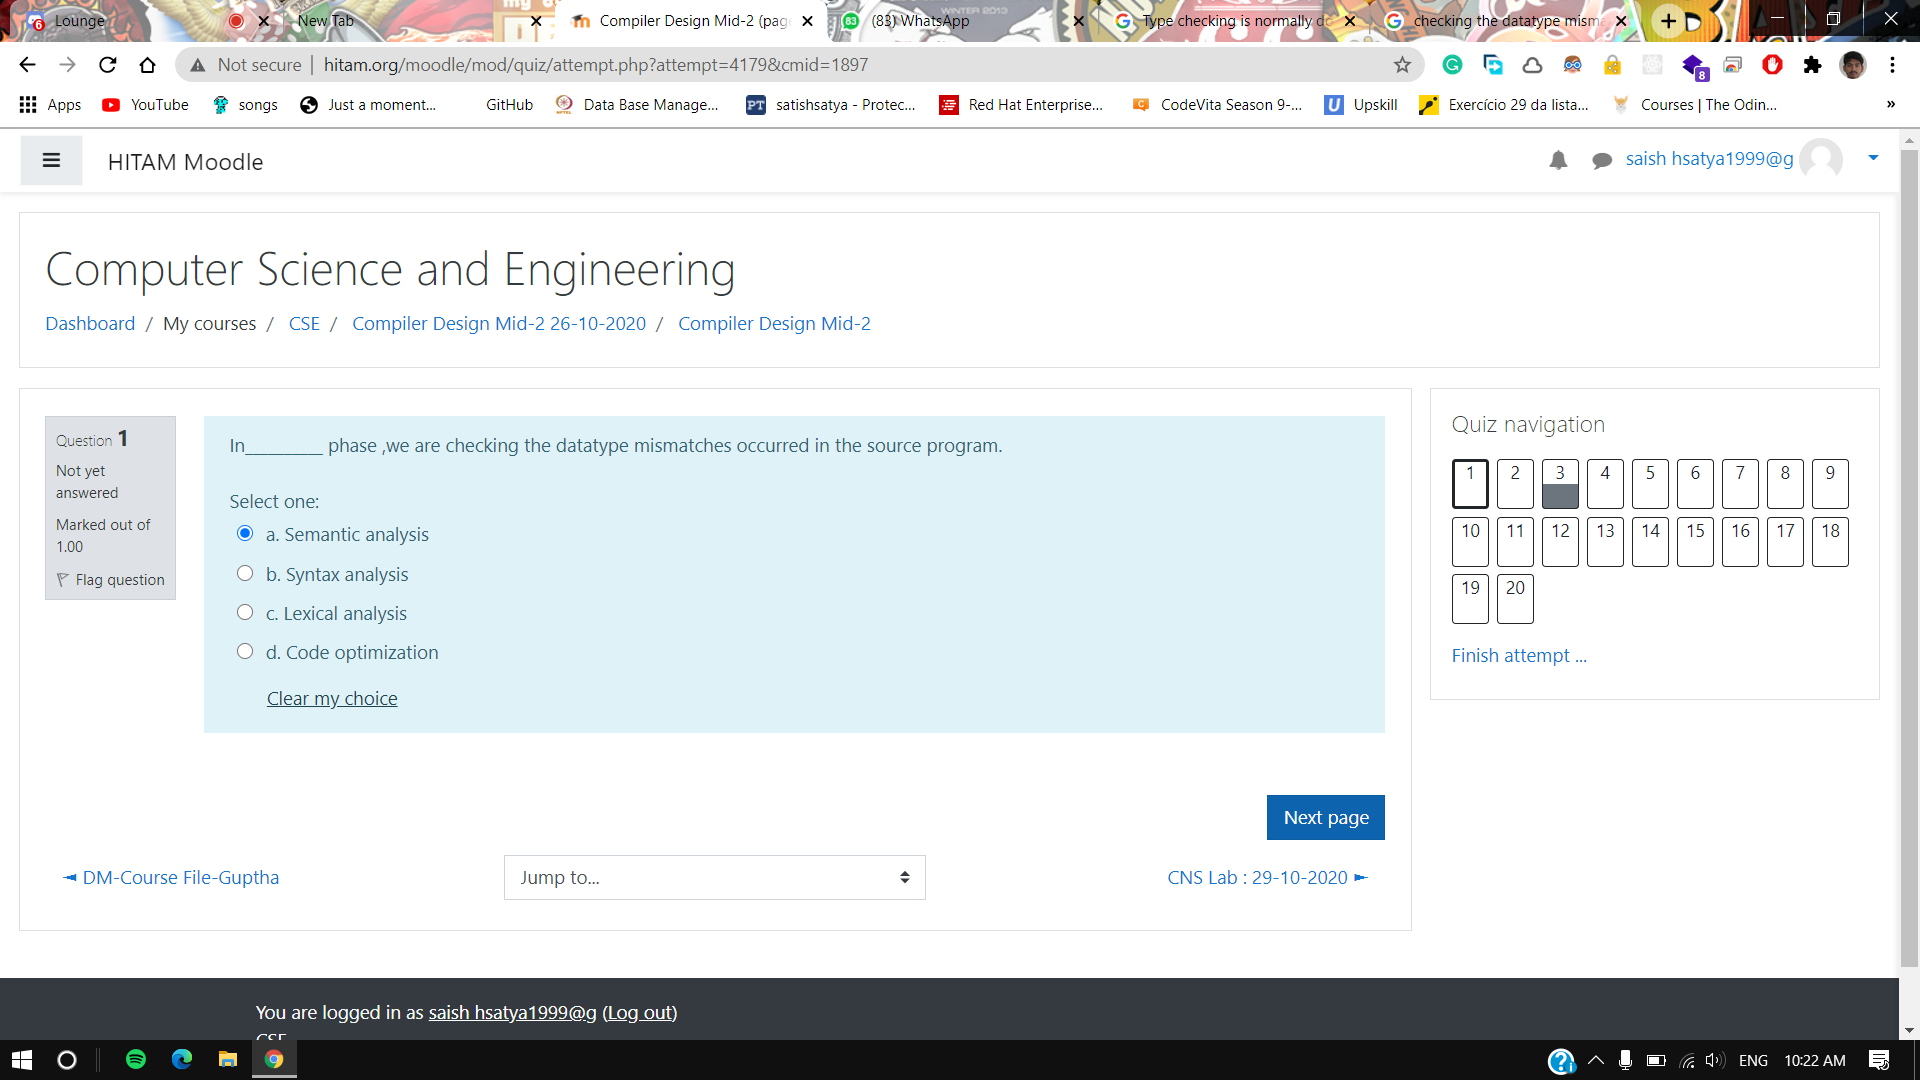 Lounge
New Tab
Compiler Design Mid-2 (page
(83) WhatsApp
Type checking is normally d
checking the datatype mism
Not secure | hitam.org/moodle/mod/quiz/attempt.php?attempt=4179&cmid=1897
Apps YouTube songs Just a moment... GitHub Data Base Manage... satishsatya - Protec... Red Hat Enterprise... CodeVita Season 9-... Upskill Exercício 29 da lista... Courses | The Odin... »
HITAM Moodle
saish hsatya1999@g
Computer Science and Engineering
Dashboard / My courses / CSE / Compiler Design Mid-2 26-10-2020 / Compiler Design Mid-2
Question 1
Not yet
answered
Marked out of
1.00
Flag question
In_________ phase ,we are checking the datatype mismatches occurred in the source program.
Select one:
a. Semantic analysis
b. Syntax analysis
c. Lexical analysis
d. Code optimization
Clear my choice
Next page
◄ DM-Course File-Guptha
Jump to...
CNS Lab : 29-10-2020 ►
Quiz navigation
1 2 3 4 5 6 7 8 9
10 11 12 13 14 15 16 17 18
19 20
Finish attempt ...
You are logged in as saish hsatya1999@g (Log out)
CSE
ENG 10:22 AM